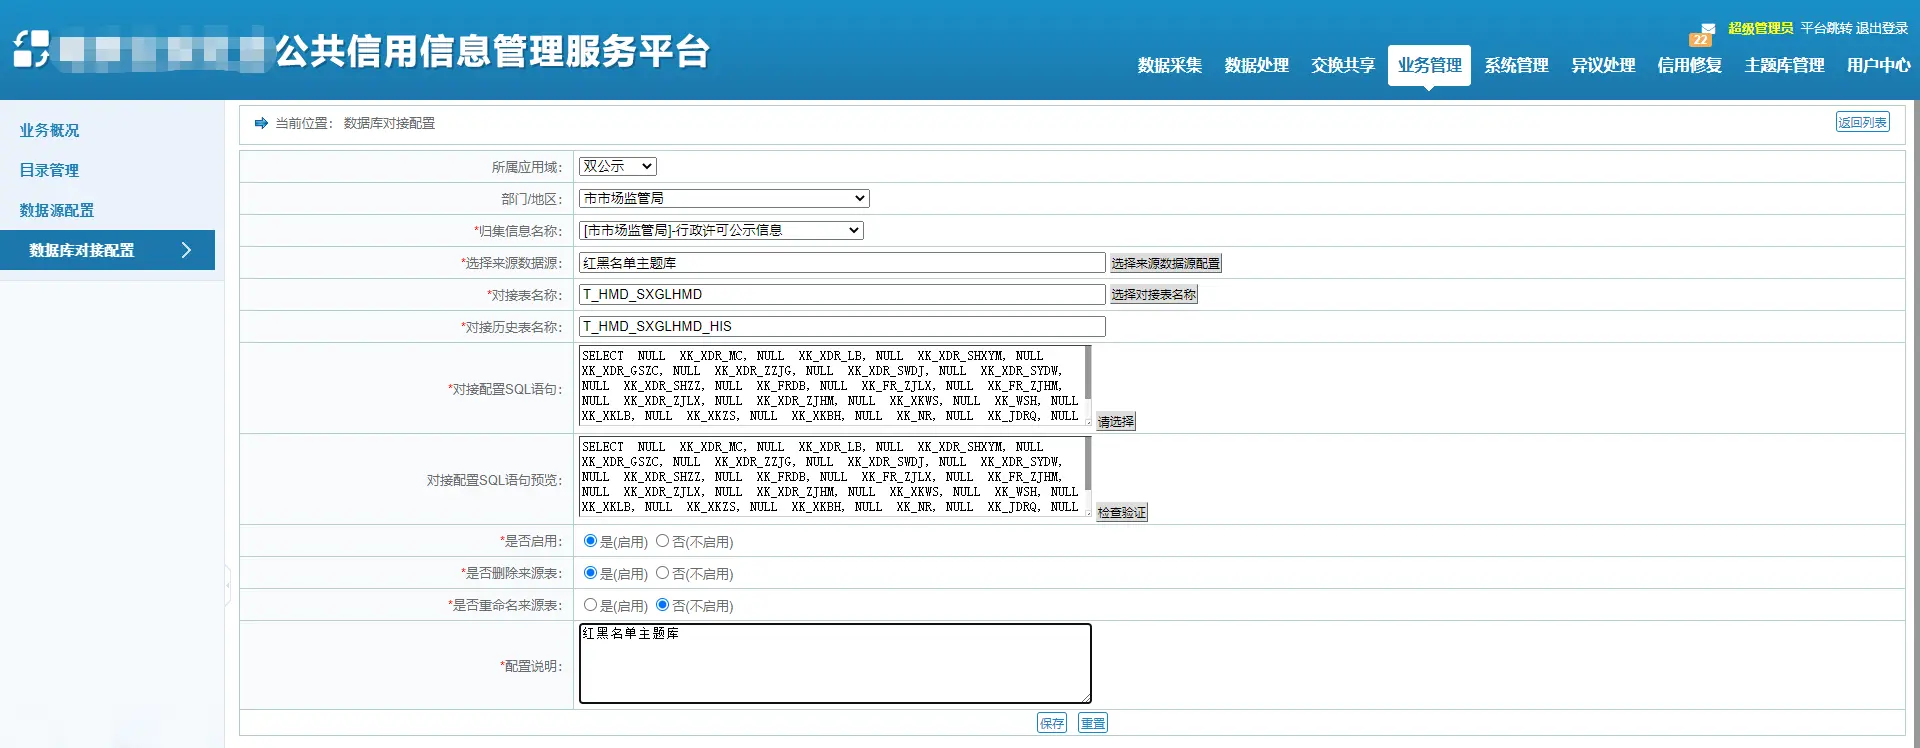 公共信用信息管理服务平台
22
超级管理员 平台跳转 退出登录
数据采集 数据处理 交换共享 业务管理 系统管理 异议处理 信用修复 主题库管理 用户中心
业务概况
目录管理
数据源配置
数据库对接配置
当前位置： 数据库对接配置
返回列表
所属应用域： 双公示
部门/地区： 市市场监管局
*归集信息名称： [市市场监管局]-行政许可公示信息
*选择来源数据源： 红黑名单主题库 选择来源数据源配置
*对接表名称： T_HMD_SXGLHMD 选择对接表名称
*对接历史表名称： T_HMD_SXGLHMD_HIS
*对接配置SQL语句：
SELECT NULL XK_XDR_MC, NULL XK_XDR_LB, NULL XK_XDR_SHXYM, NULL
XK_XDR_GSZC, NULL XK_XDR_ZZJG, NULL XK_XDR_SWDJ, NULL XK_XDR_SYDW,
NULL XK_XDR_SHZZ, NULL XK_FRDB, NULL XK_FR_ZJLX, NULL XK_FR_ZJHM,
NULL XK_XDR_ZJLX, NULL XK_XDR_ZJHM, NULL XK_XKWS, NULL XK_WSH, NULL
XK_XKLB, NULL XK_XKZS, NULL XK_XKBH, NULL XK_NR, NULL XK_JDRQ, NULL
请选择
对接配置SQL语句预览：
SELECT NULL XK_XDR_MC, NULL XK_XDR_LB, NULL XK_XDR_SHXYM, NULL
XK_XDR_GSZC, NULL XK_XDR_ZZJG, NULL XK_XDR_SWDJ, NULL XK_XDR_SYDW,
NULL XK_XDR_SHZZ, NULL XK_FRDB, NULL XK_FR_ZJLX, NULL XK_FR_ZJHM,
NULL XK_XDR_ZJLX, NULL XK_XDR_ZJHM, NULL XK_XKWS, NULL XK_WSH, NULL
XK_XKLB, NULL XK_XKZS, NULL XK_XKBH, NULL XK_NR, NULL XK_JDRQ, NULL
检查验证
*是否启用： 是(启用) 否(不启用)
*是否删除来源表： 是(启用) 否(不启用)
*是否重命名来源表： 是(启用) 否(不启用)
*配置说明： 红黑名单主题库
保存 重置